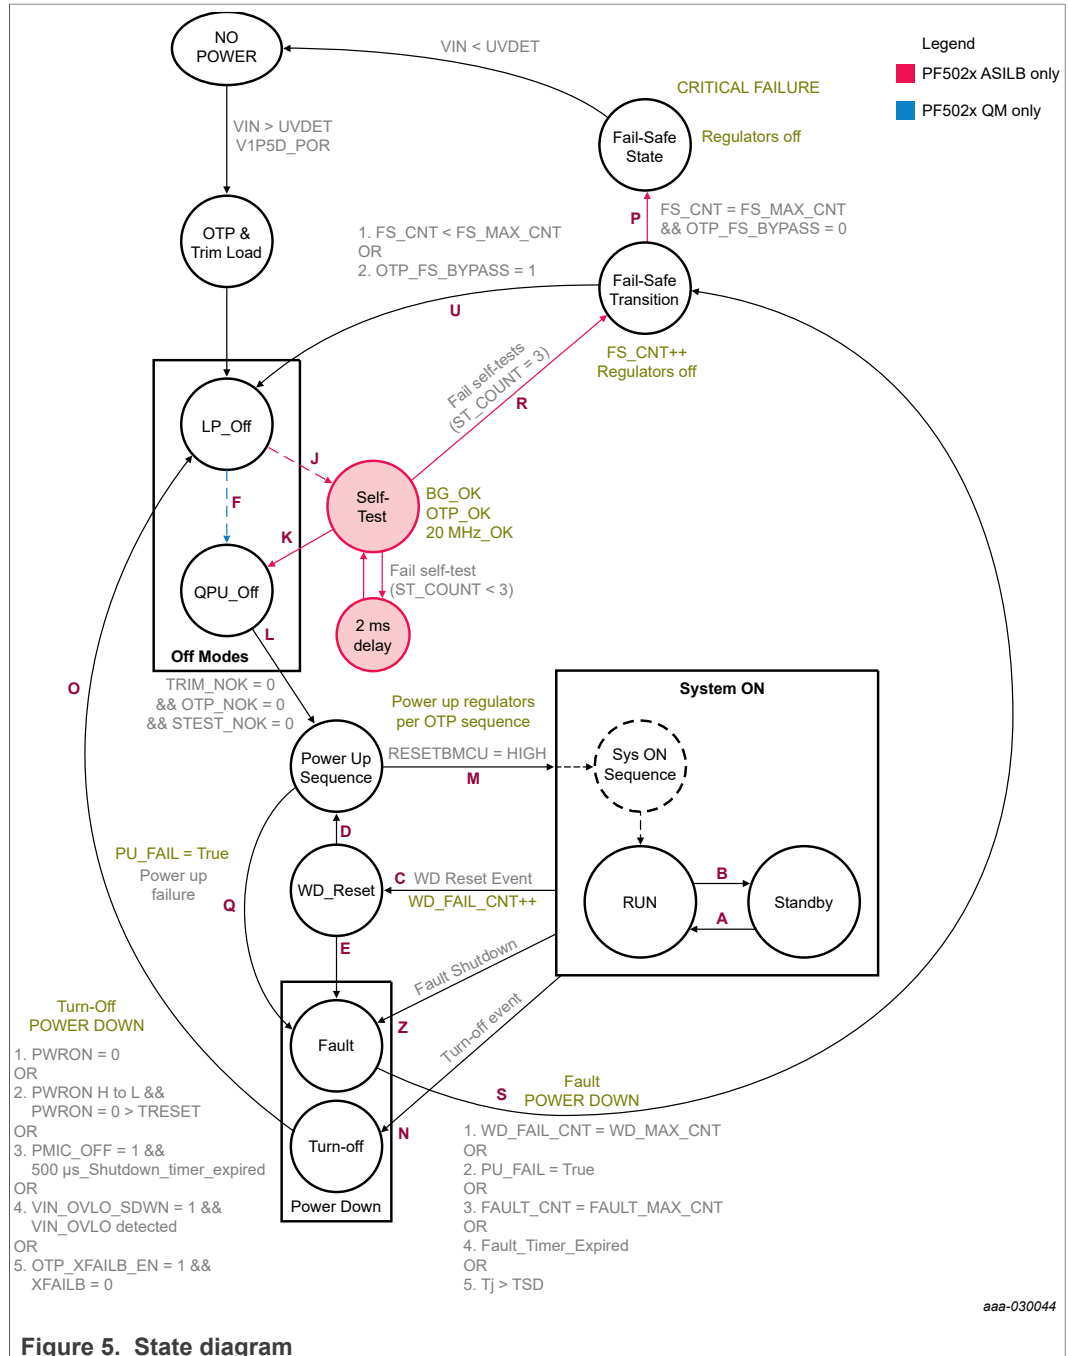 NO
POWER
VIN < UVDET
Legend
PF502x ASILB only
PF502x QM only
CRITICAL FAILURE
Fail-Safe
State
Regulators off
VIN > UVDET
V1P5D_POR
OTP &
Trim Load
P
FS_CNT = FS_MAX_CNT
&& OTP_FS_BYPASS = 0
1. FS_CNT < FS_MAX_CNT
OR
2. OTP_FS_BYPASS = 1
Fail-Safe
Transition
U
FS_CNT++
Regulators off
Fail self-tests
(ST_COUNT = 3)
R
LP_Off
J
F
Self-
Test
BG_OK
OTP_OK
20 MHz_OK
K
Fail self-test
(ST_COUNT < 3)
QPU_Off
2 ms
delay
L
Off Modes
O
TRIM_NOK = 0
&& OTP_NOK = 0
&& STEST_NOK = 0
Power up regulators
per OTP sequence
System ON
Power Up
Sequence
RESETBMCU = HIGH
M
Sys ON
Sequence
D
PU_FAIL = True
Power up
failure
Q
WD_Reset
C WD Reset Event
WD_FAIL_CNT++
RUN
B
A
Standby
E
Fault Shutdown
Z
Turn-off event
Fault
S
Fault
POWER DOWN
N
Turn-off
Power Down
Turn-Off
POWER DOWN
1. PWRON = 0
OR
2. PWRON H to L &&
PWRON = 0 > TRESET
OR
3. PMIC_OFF = 1 &&
500 µs_Shutdown_timer_expired
OR
4. VIN_OVLO_SDWN = 1 &&
VIN_OVLO detected
OR
5. OTP_XFAILB_EN = 1 &&
XFAILB = 0
1. WD_FAIL_CNT = WD_MAX_CNT
OR
2. PU_FAIL = True
OR
3. FAULT_CNT = FAULT_MAX_CNT
OR
4. Fault_Timer_Expired
OR
5. Tj > TSD
aaa-030044
Figure 5. State diagram